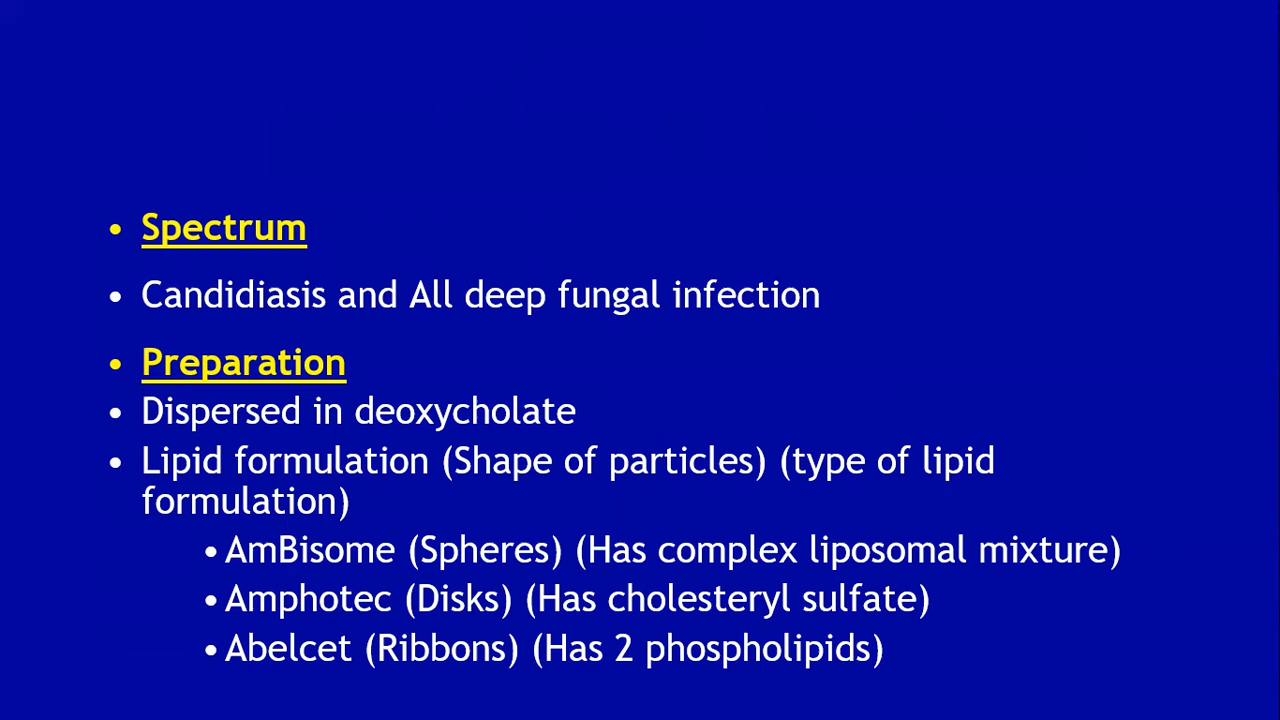 • Spectrum
• Candidiasis and All deep fungal infection
• Preparation
• Dispersed in deoxycholate
• Lipid formulation (Shape of particles) (type of lipid
formulation)
• AmBisome (Spheres) (Has complex liposomal mixture)
• Amphotec (Disks) (Has cholesteryl sulfate)
• Abelcet (Ribbons) (Has 2 phospholipids)